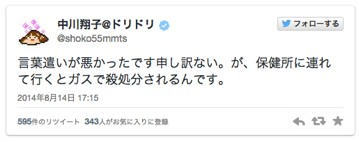 中川翔子@ドリドリ
@shoko55mmts
フォローする
言葉遣いが悪かったです申し訳ない。が、保健所に連れ
て行くとガスで殺処分されるんです。
2014年8月14日 17:15
595件のリツイート 343人がお気に入りに登録